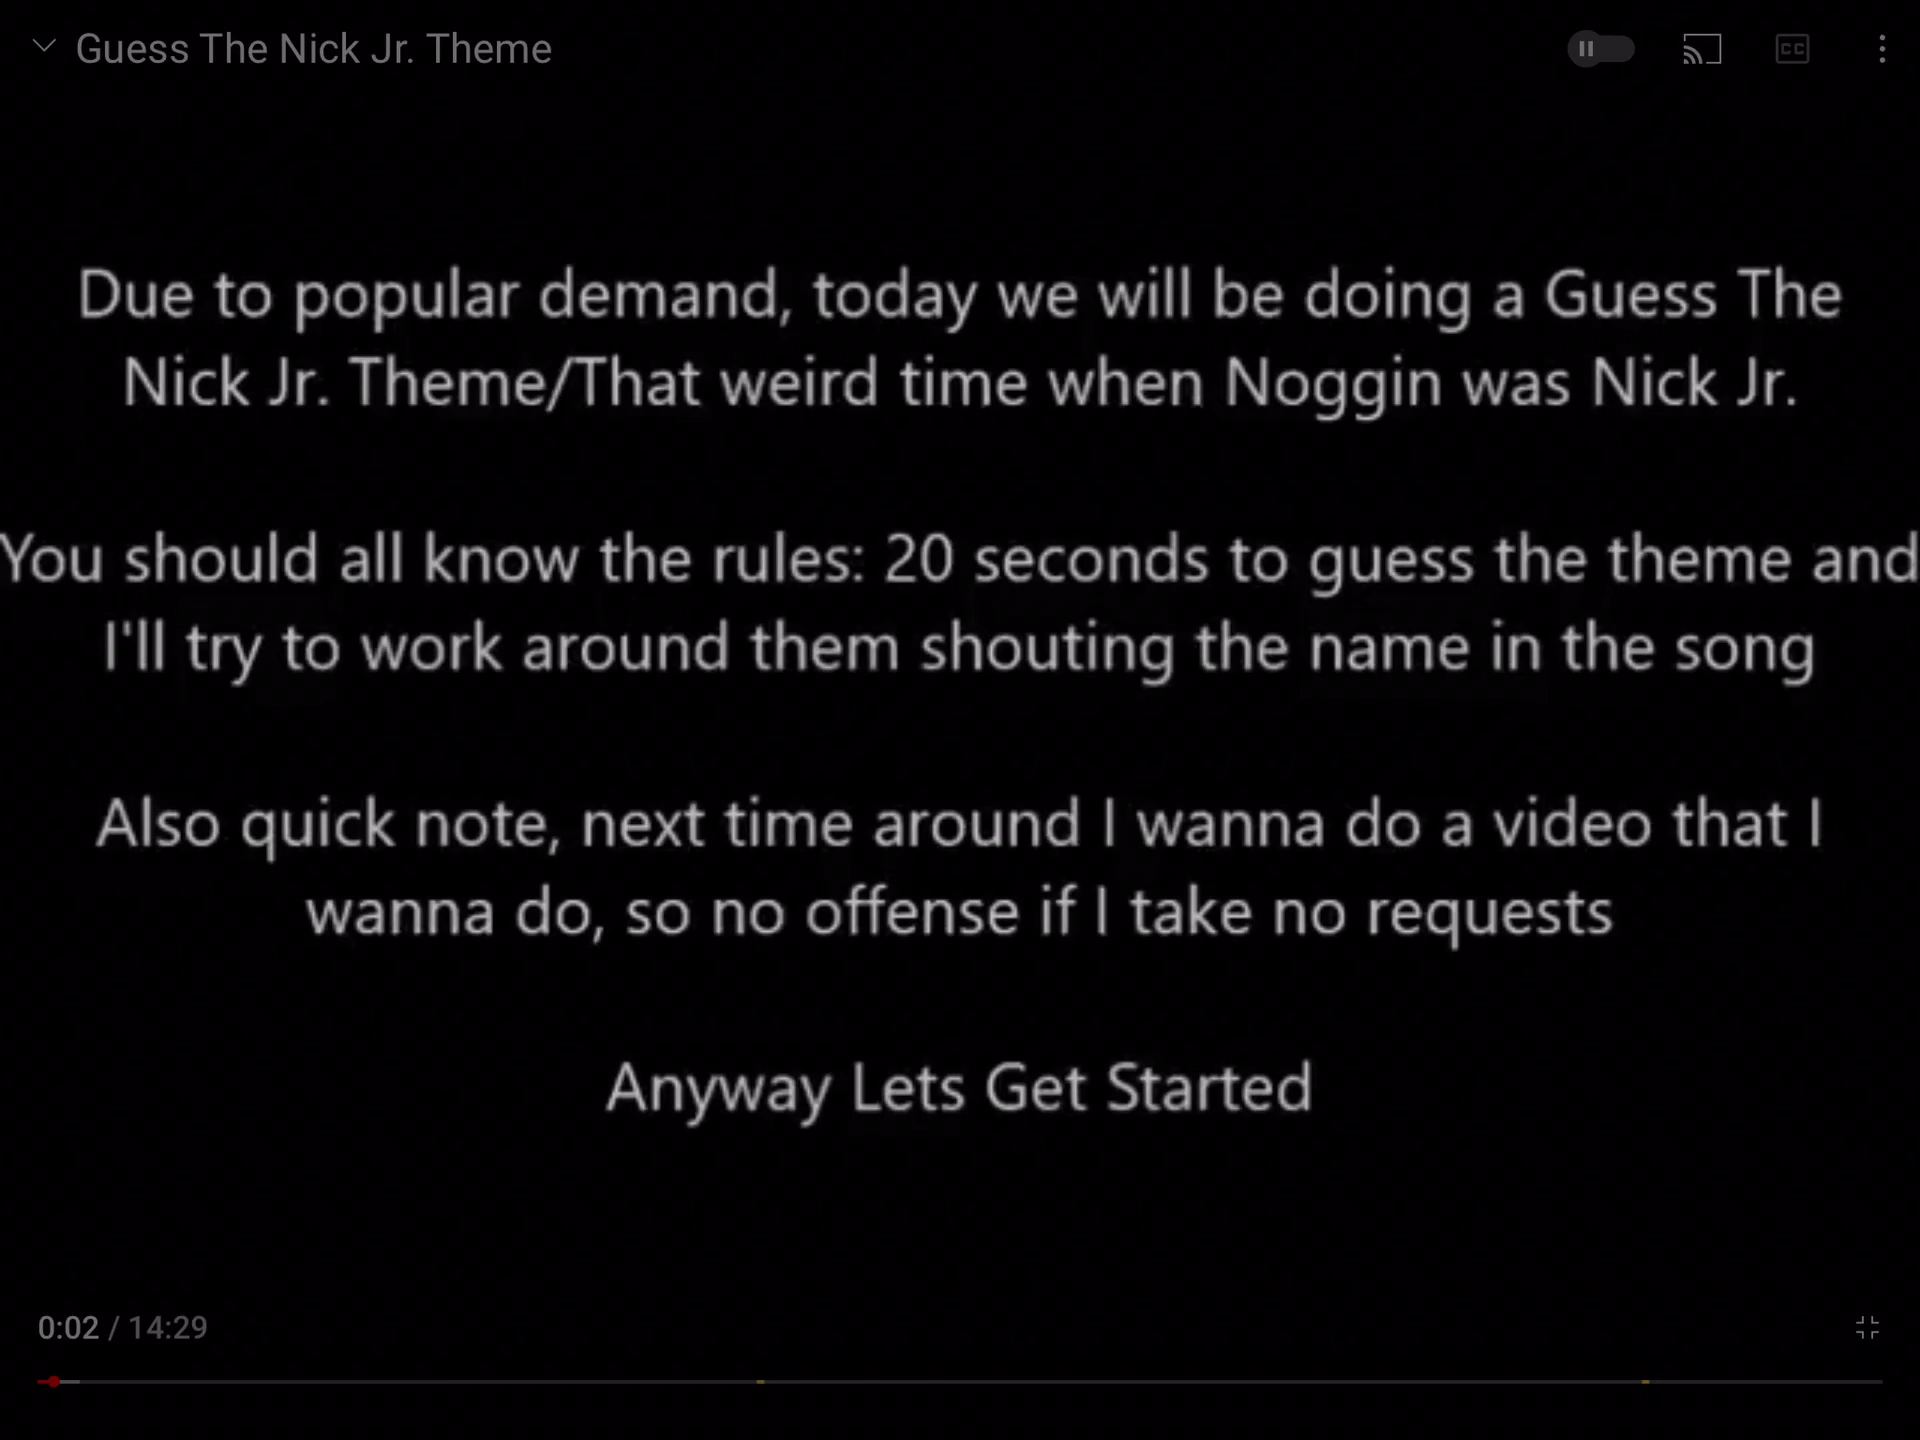 Guess The Nick Jr. Theme
CC
Due to popular demand, today we will be doing a Guess The
Nick Jr. Theme/That weird time when Noggin was Nick Jr.
You should all know the rules: 20 seconds to guess the theme and
I'll try to work around them shouting the name in the song
Also quick note, next time around I wanna do a video that I
wanna do, so no offense if I take no requests
Anyway Lets Get Started
0:02 / 14:29